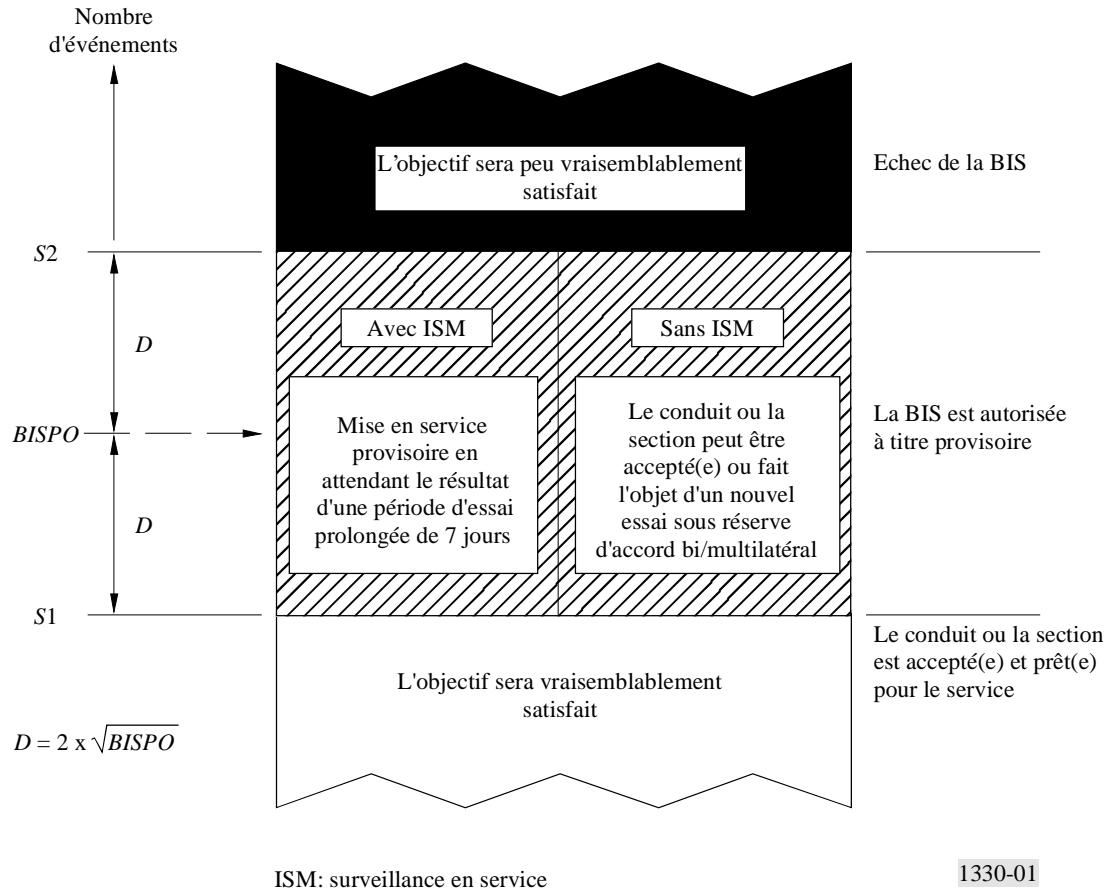 Nombre
d'événements
L'objectif sera peu vraisemblablement
satisfait
Echec de la BIS
S2
Avec ISM
Sans ISM
D
Mise en service
provisoire en
attendant le résultat
d'une période d'essai
prolongée de 7 jours
Le conduit ou la
section peut être
accepté(e) ou fait
l'objet d'un nouvel
essai sous réserve
d'accord bi/multilatéral
BISPO
La BIS est autorisée
à titre provisoire
D
S1
Le conduit ou la section
est accepté(e) et prêt(e)
pour le service
L'objectif sera vraisemblablement
satisfait
D = 2 x √BISPO
ISM: surveillance en service
1330-01